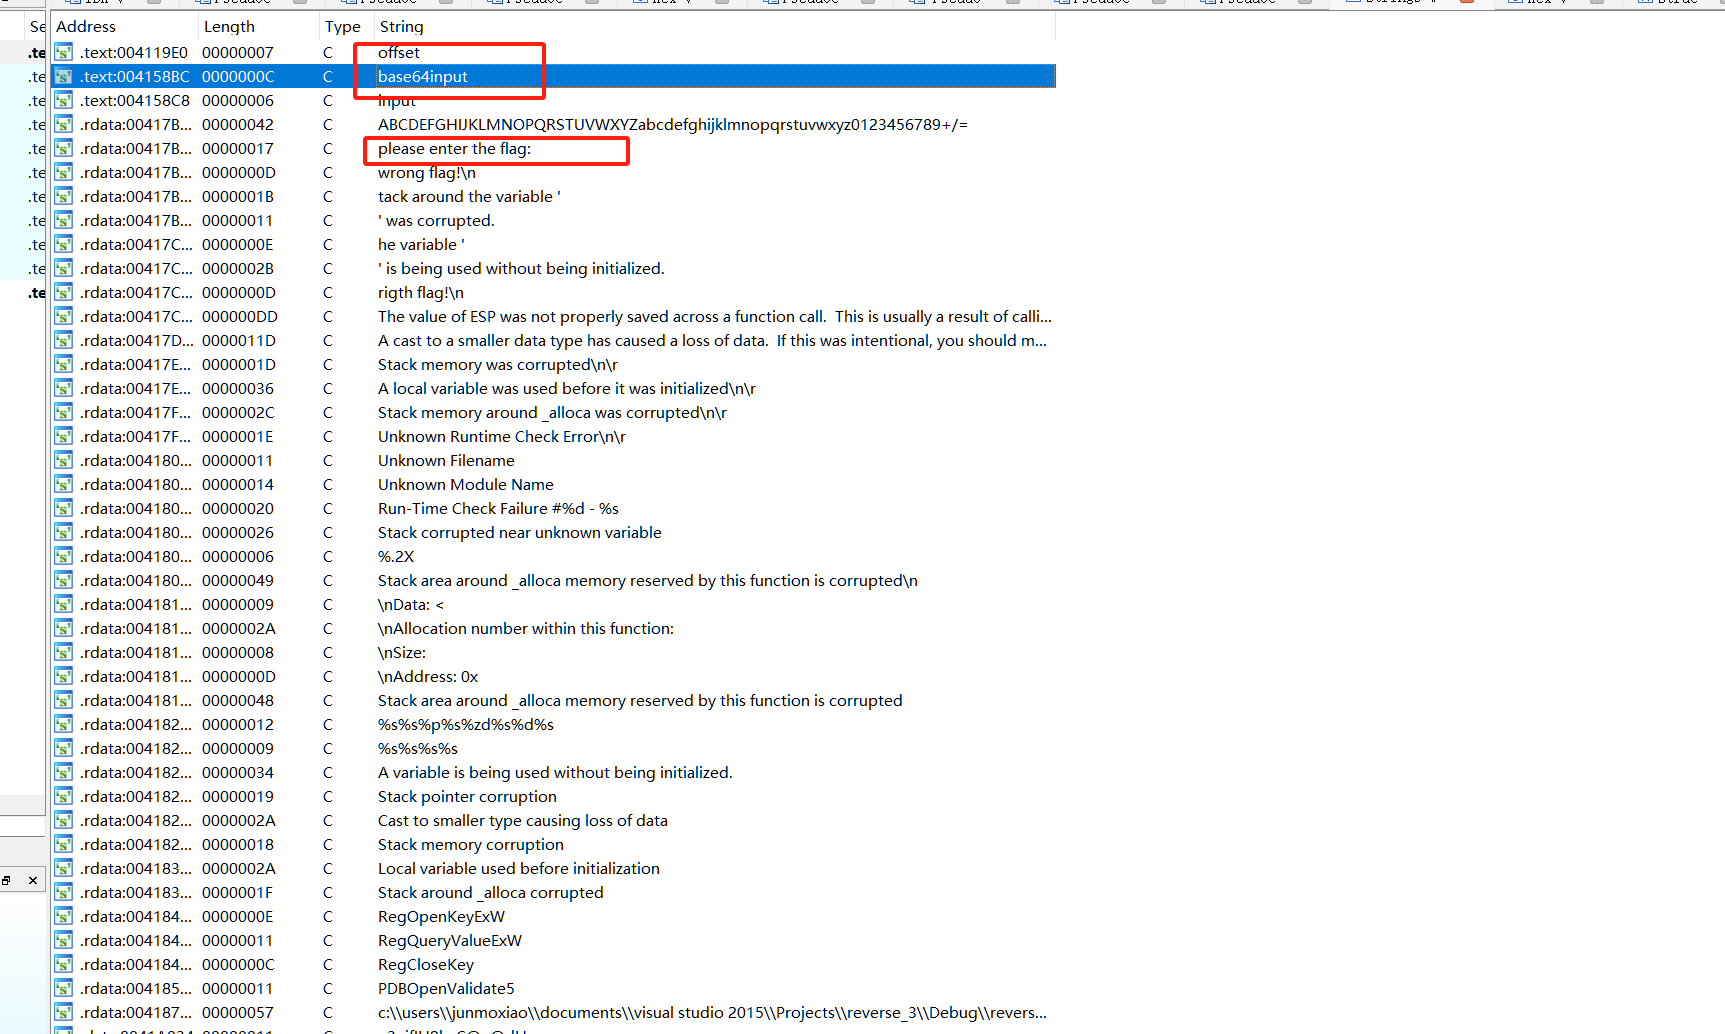 Se Address Length Type String
.te .text:004119E0 00000007 C offset
.te .text:004158BC 0000000C C base64input
.te .text:004158C8 00000006 C input
.te .rdata:00417B... 00000042 C ABCDEFGHIJKLMNOPQRSTUVWXYZabcdefghijklmnopqrstuvwxyz0123456789+/=
.te .rdata:00417B... 00000017 C please enter the flag:
.te .rdata:00417B... 0000000D C wrong flag!\n
.te .rdata:00417B... 0000001B C tack around the variable '
.te .rdata:00417B... 00000011 C ' was corrupted.
.te .rdata:00417C... 0000000E C he variable '
.te .rdata:00417C... 0000002B C ' is being used without being initialized.
.te .rdata:00417C... 0000000D C rigth flag!\n
.rdata:00417C... 000000DD C The value of ESP was not properly saved across a function call.  This is usually a result of calli...
.rdata:00417D... 0000011D C A cast to a smaller data type has caused a loss of data.  If this was intentional, you should m...
.rdata:00417E... 0000001D C Stack memory was corrupted\n\r
.rdata:00417E... 00000036 C A local variable was used before it was initialized\n\r
.rdata:00417F... 0000002C C Stack memory around _alloca was corrupted\n\r
.rdata:00417F... 0000001E C Unknown Runtime Check Error\n\r
.rdata:004180... 00000011 C Unknown Filename
.rdata:004180... 00000014 C Unknown Module Name
.rdata:004180... 00000020 C Run-Time Check Failure #%d - %s
.rdata:004180... 00000026 C Stack corrupted near unknown variable
.rdata:004180... 00000006 C %.2X
.rdata:004180... 00000049 C Stack area around _alloca memory reserved by this function is corrupted\n
.rdata:004181... 00000009 C \nData: <
.rdata:004181... 0000002A C \nAllocation number within this function:
.rdata:004181... 00000008 C \nSize:
.rdata:004181... 0000000D C \nAddress: 0x
.rdata:004181... 00000048 C Stack area around _alloca memory reserved by this function is corrupted
.rdata:004182... 00000012 C %s%s%p%s%zd%s%d%s
.rdata:004182... 00000009 C %s%s%s%s
.rdata:004182... 00000034 C A variable is being used without being initialized.
.rdata:004182... 00000019 C Stack pointer corruption
.rdata:004182... 0000002A C Cast to smaller type causing loss of data
.rdata:004182... 00000018 C Stack memory corruption
.rdata:004183... 0000002A C Local variable used before initialization
.rdata:004183... 0000001F C Stack around _alloca corrupted
.rdata:004184... 0000000E C RegOpenKeyExW
.rdata:004184... 00000011 C RegQueryValueExW
.rdata:004184... 0000000C C RegCloseKey
.rdata:004185... 00000011 C PDBOpenValidate5
.rdata:004187... 00000057 C c:\\users\\junmoxiao\\documents\\visual studio 2015\\Projects\\reverse_3\\Debug\\revers...